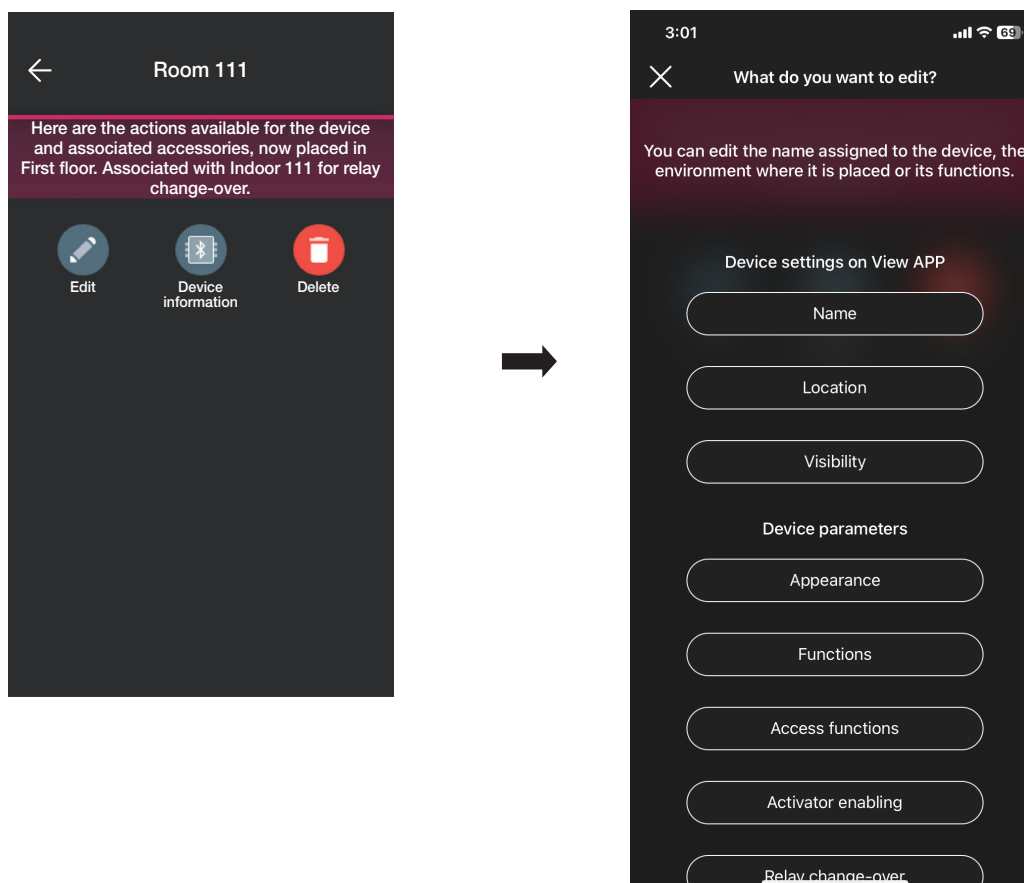 Room 111
Here are the actions available for the device
and associated accessories, now placed in
First floor. Associated with Indoor 111 for relay
change-over.
Edit
Device
information
Delete
3:01
69
What do you want to edit?
You can edit the name assigned to the device, the
environment where it is placed or its functions.
Device settings on View APP
Name
Location
Visibility
Device parameters
Appearance
Functions
Access functions
Activator enabling
Relay change-over